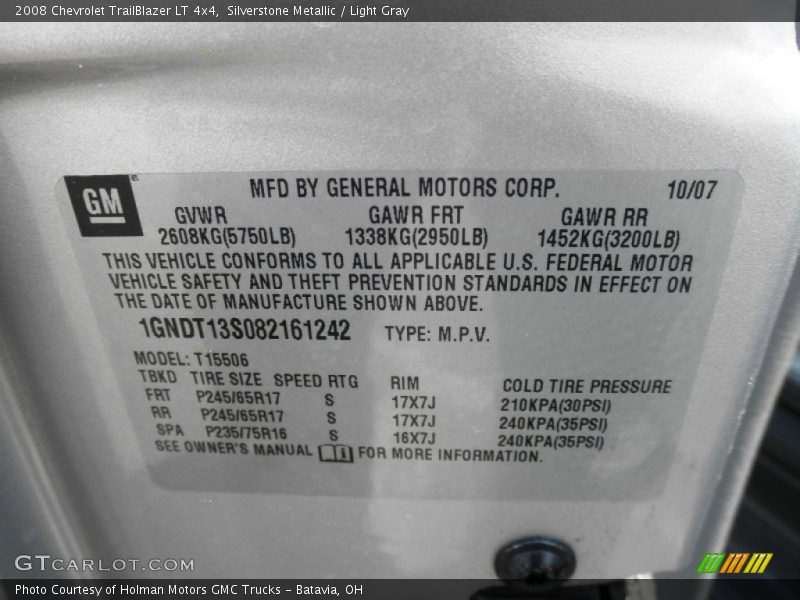 2008 Chevrolet TrailBlazer LT 4x4, Silverstone Metallic / Light Gray
GM
MFD BY GENERAL MOTORS CORP. 10/07
GVWR GAWR FRT GAWR RR
2608KG(5750LB) 1338KG(2950LB) 1452KG(3200LB)
THIS VEHICLE CONFORMS TO ALL APPLICABLE U.S. FEDERAL MOTOR
VEHICLE SAFETY AND THEFT PREVENTION STANDARDS IN EFFECT ON
THE DATE OF MANUFACTURE SHOWN ABOVE.
1GNDT13S082161242 TYPE: M.P.V.
MODEL: T15506
TBKD TIRE SIZE SPEED RTG RIM COLD TIRE PRESSURE
FRT P245/65R17 S 17X7J 210KPA(30PSI)
RR P245/65R17 S 17X7J 240KPA(35PSI)
SPA P235/75R16 S 16X7J 240KPA(35PSI)
SEE OWNER'S MANUAL FOR MORE INFORMATION.
GTCARLOT.COM
Photo Courtesy of Holman Motors GMC Trucks - Batavia, OH